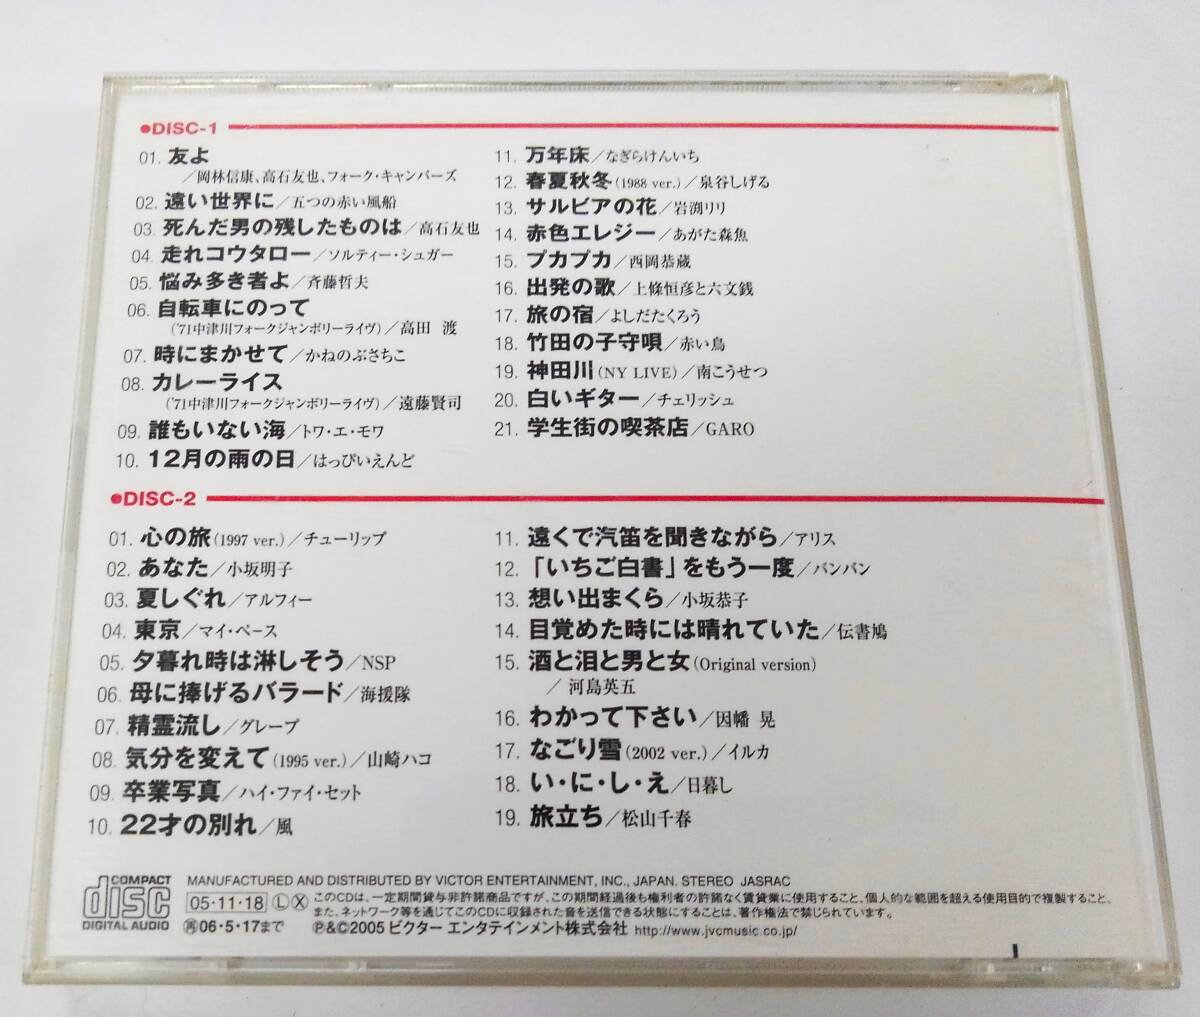 ●DISC-1
01. 友よ
／岡林信康、高石友也、フォーク・キャンパーズ
02. 遠い世界に／五つの赤い風船
03. 死んだ男の残したものは／高石友也
04. 走れコウタロー／ソルティー・シュガー
05. 悩み多き者よ／斉藤哲夫
06. 自転車にのって
('71中津川フォークジャンボリーライヴ)／高田 渡
07. 時にまかせて／かねのぶさちこ
08. カレーライス
('71中津川フォークジャンボリーライヴ)／遠藤賢司
09. 誰もいない海／トワ・エ・モワ
10. 12月の雨の日／はっぴいえんど
11. 万年床／なぎらけんいち
12. 春夏秋冬(1988 ver.)／泉谷しげる
13. サルビアの花／岩渕リリ
14. 赤色エレジー／あがた森魚
15. プカプカ／西岡恭蔵
16. 出発の歌／上條恒彦と六文銭
17. 旅の宿／よしだたくろう
18. 竹田の子守唄／赤い鳥
19. 神田川(NY LIVE)／南こうせつ
20. 白いギター／チェリッシュ
21. 学生街の喫茶店／GARO
●DISC-2
01. 心の旅(1997 ver.)／チューリップ
02. あなた／小坂明子
03. 夏しぐれ／アルフィー
04. 東京／マイ・ペース
05. 夕暮れ時は淋しそう／NSP
06. 母に捧げるバラード／海援隊
07. 精霊流し／グレープ
08. 気分を変えて(1995 ver.)／山崎ハコ
09. 卒業写真／ハイ・ファイ・セット
10. 22才の別れ／風
11. 遠くで汽笛を聞きながら／アリス
12. 「いちご白書」をもう一度／バンバン
13. 想い出まくら／小坂恭子
14. 目覚めた時には晴れていた／伝書鳩
15. 酒と泪と男と女(Original version)
／河島英五
16. わかって下さい／因幡 晃
17. なごり雪(2002 ver.)／イルカ
18. い・に・し・え／日暮し
19. 旅立ち／松山千春
COMPACT disc DIGITAL AUDIO
MANUFACTURED AND DISTRIBUTED BY VICTOR ENTERTAINMENT, INC., JAPAN. STEREO JASRAC
05・11・18 Ⓛ Ⓧ このCDは、一定期間貸与非許諾商品ですが、この期間経過後も権利者の許諾なく賃貸業に使用すること、個人的な範囲を超える使用目的で複製すること、
また、ネットワーク等を通じてこのCDに収録された音を送信できる状態にすることは、著作権法で禁じられています。
㊢06・5・17まで ℗&©2005 ビクター エンタテインメント株式会社 http://www.jvcmusic.co.jp/